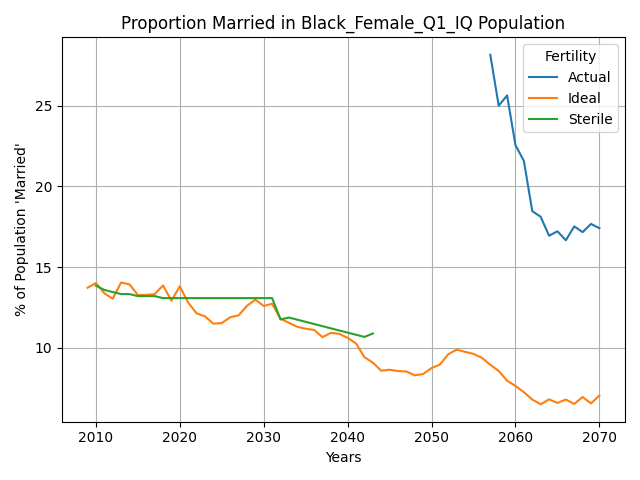 Proportion Married in Black_Female_Q1_IQ Population
% of Population 'Married'
25
20
15
10
Fertility
Actual
Ideal
Sterile
2010
2020
2030
2040
2050
2060
2070
Years